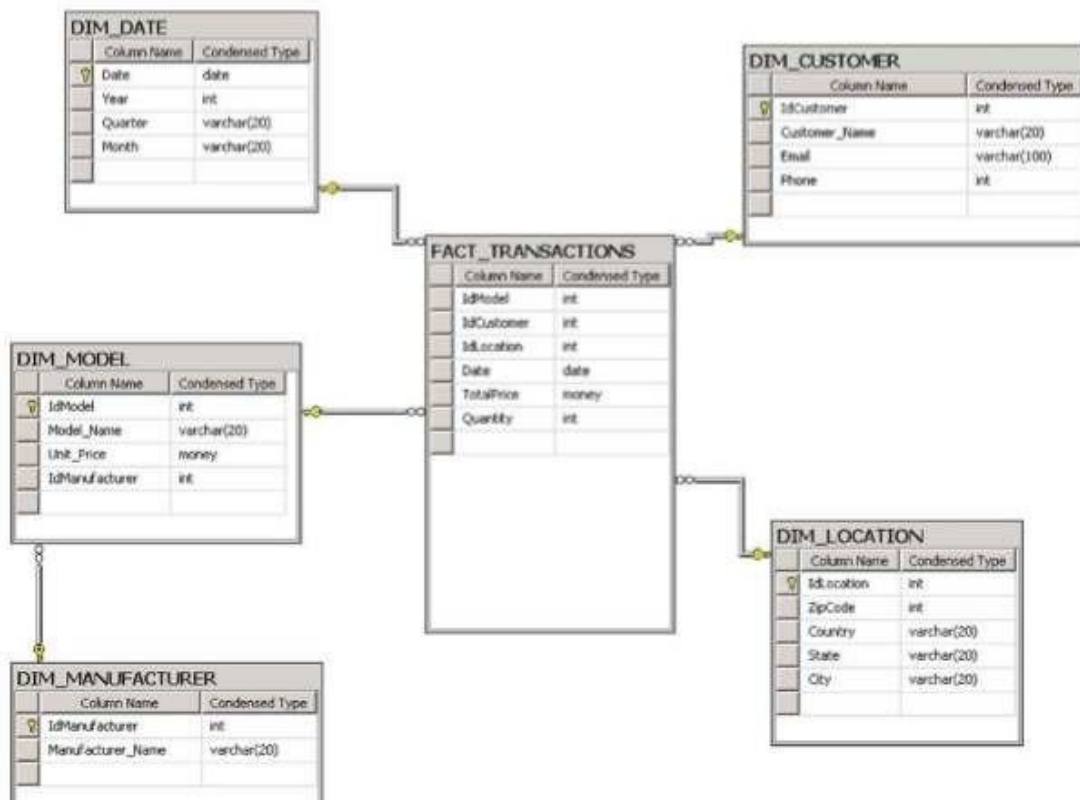 DIM_DATE
Column Name Condensed Type
Date date
Year int
Quarter varchar(20)
Month varchar(20)
DIM_CUSTOMER
Column Name Condensed Type
IdCustomer int
Customer_Name varchar(20)
Email varchar(100)
Phone int
FACT_TRANSACTIONS
Column Name Condensed Type
IdModel int
IdCustomer int
IdLocation int
Date date
TotalPrice money
Quantity int
DIM_MODEL
Column Name Condensed Type
IdModel int
Model_Name varchar(20)
Unit_Price money
IdManufacturer int
DIM_LOCATION
Column Name Condensed Type
IdLocation int
ZipCode int
Country varchar(20)
State varchar(20)
City varchar(20)
DIM_MANUFACTURER
Column Name Condensed Type
IdManufacturer int
Manufacturer_Name varchar(20)